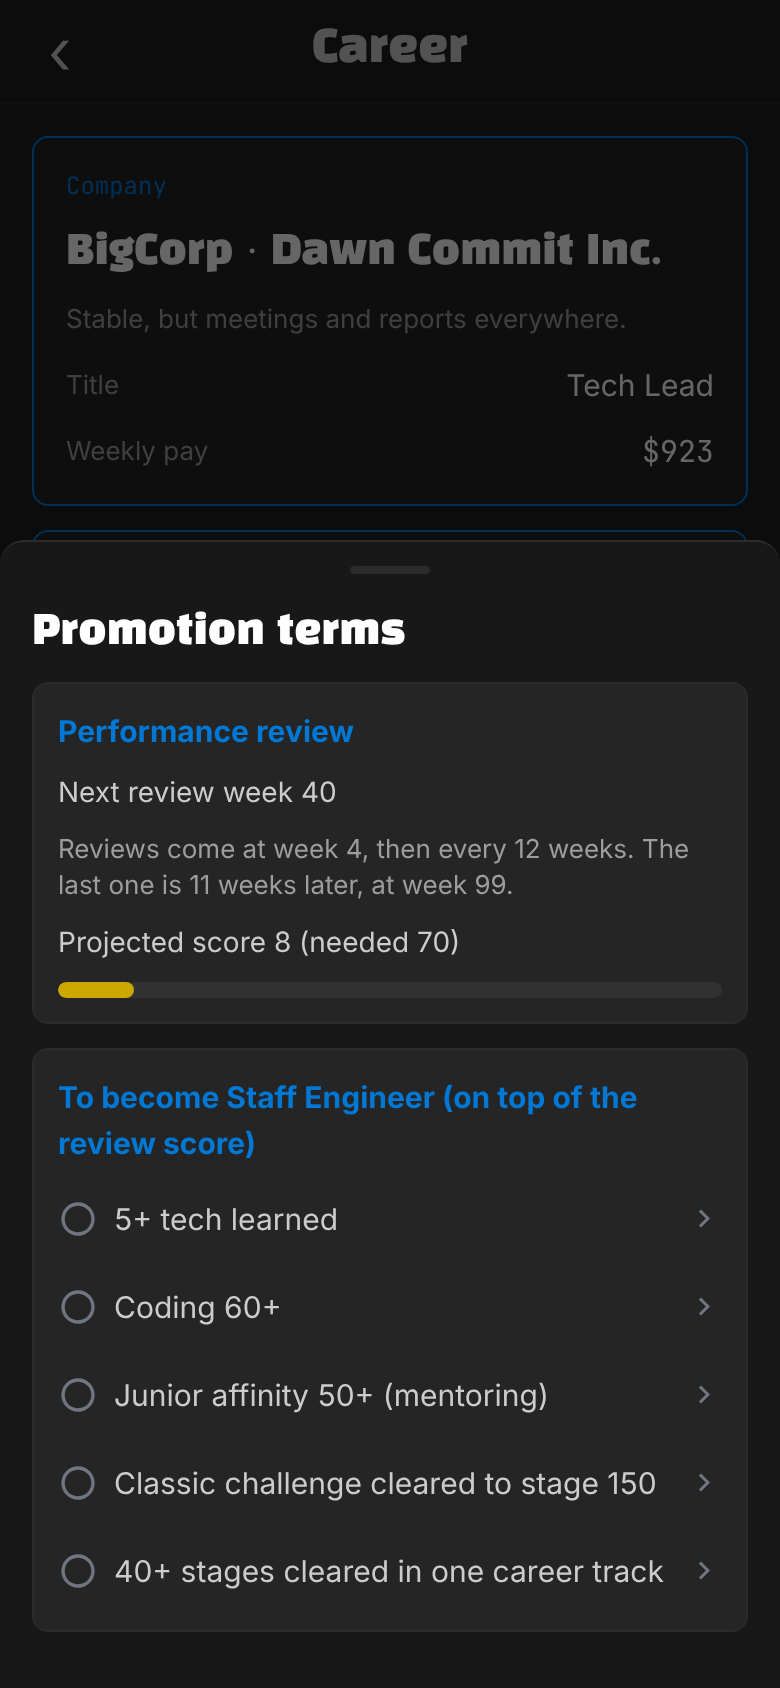 Career
Company
BigCorp · Dawn Commit Inc.
Stable, but meetings and reports everywhere.
Title Tech Lead
Weekly pay $923
Promotion terms
Performance review
Next review week 40
Reviews come at week 4, then every 12 weeks. The
last one is 11 weeks later, at week 99.
Projected score 8 (needed 70)
To become Staff Engineer (on top of the
review score)
5+ tech learned
Coding 60+
Junior affinity 50+ (mentoring)
Classic challenge cleared to stage 150
40+ stages cleared in one career track